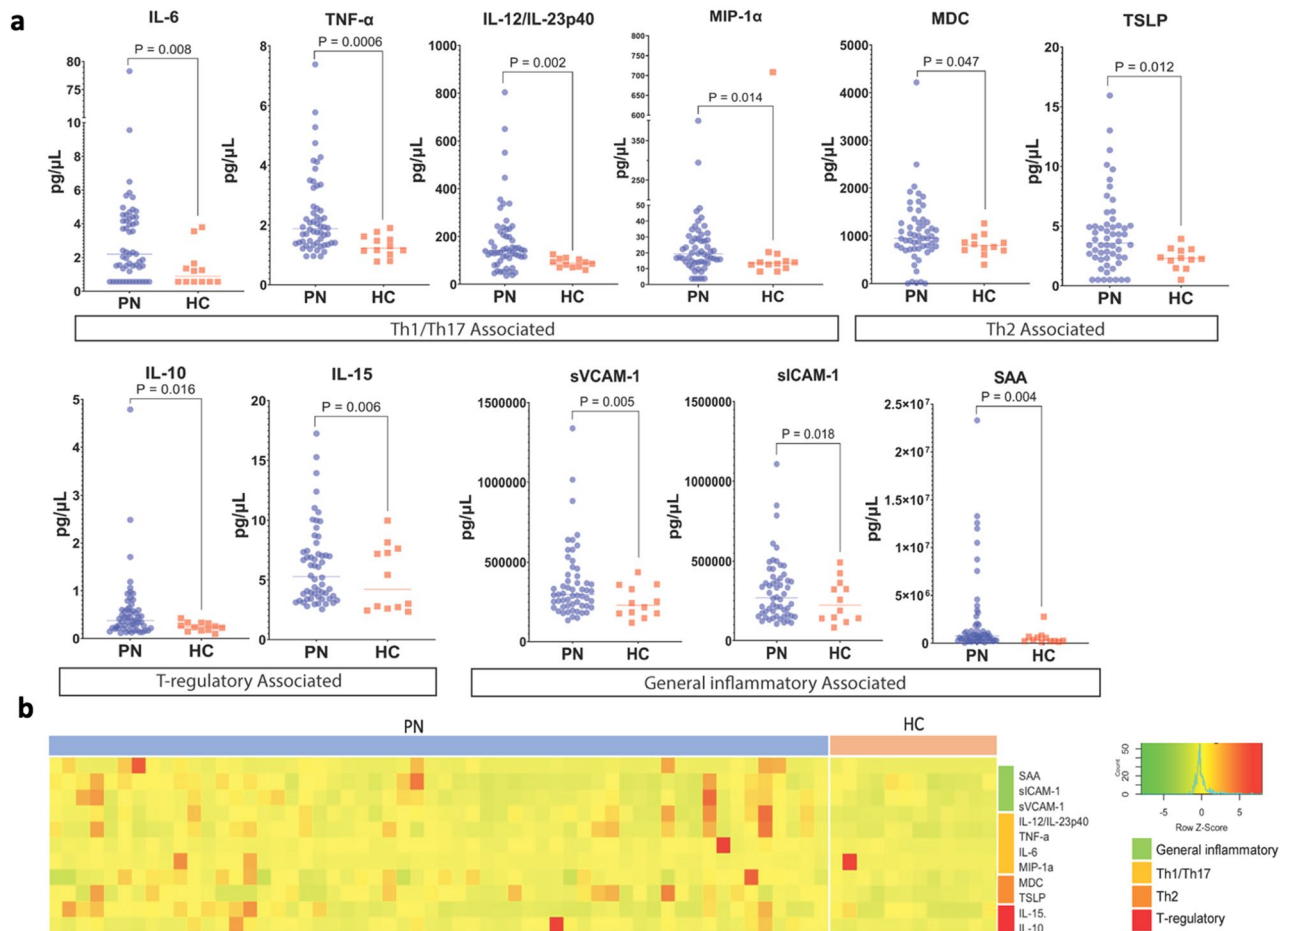 a
IL-6
TNF-α
IL-12/IL-23p40
MIP-1α
MDC
TSLP
P = 0.008
P = 0.0006
P = 0.002
P = 0.014
P = 0.047
P = 0.012
pg/µL
80
75
10
8
6
4
2
0
PN HC
pg/µL
8
6
4
2
0
PN HC
pg/µL
1000
800
600
400
200
0
PN HC
pg/µL
800
750
700
650
600
350
250
50
40
30
20
10
0
PN HC
pg/µL
5000
4000
3000
2000
1000
0
PN HC
pg/µL
20
15
10
5
0
PN HC
Th1/Th17 Associated
Th2 Associated
IL-10
IL-15
sVCAM-1
sICAM-1
SAA
P = 0.016
P = 0.006
P = 0.005
P = 0.018
P = 0.004
pg/µL
5
4
3
2
1
0
PN HC
pg/µL
20
15
10
5
0
PN HC
pg/µL
1500000
1000000
500000
0
PN HC
pg/µL
1500000
1000000
500000
0
PN HC
pg/µL
2.5×10⁷
2×10⁷
1.5×10⁷
1×10⁷
5×10⁶
0
PN HC
T-regulatory Associated
General inflammatory Associated
b
PN
HC
SAA
sICAM-1
sVCAM-1
IL-12/IL-23p40
TNF-a
IL-6
MIP-1a
MDC
TSLP
IL-15.
IL-10
Count
50
20
0
-5 0 5
Row Z-Score
General inflammatory
Th1/Th17
Th2
T-regulatory